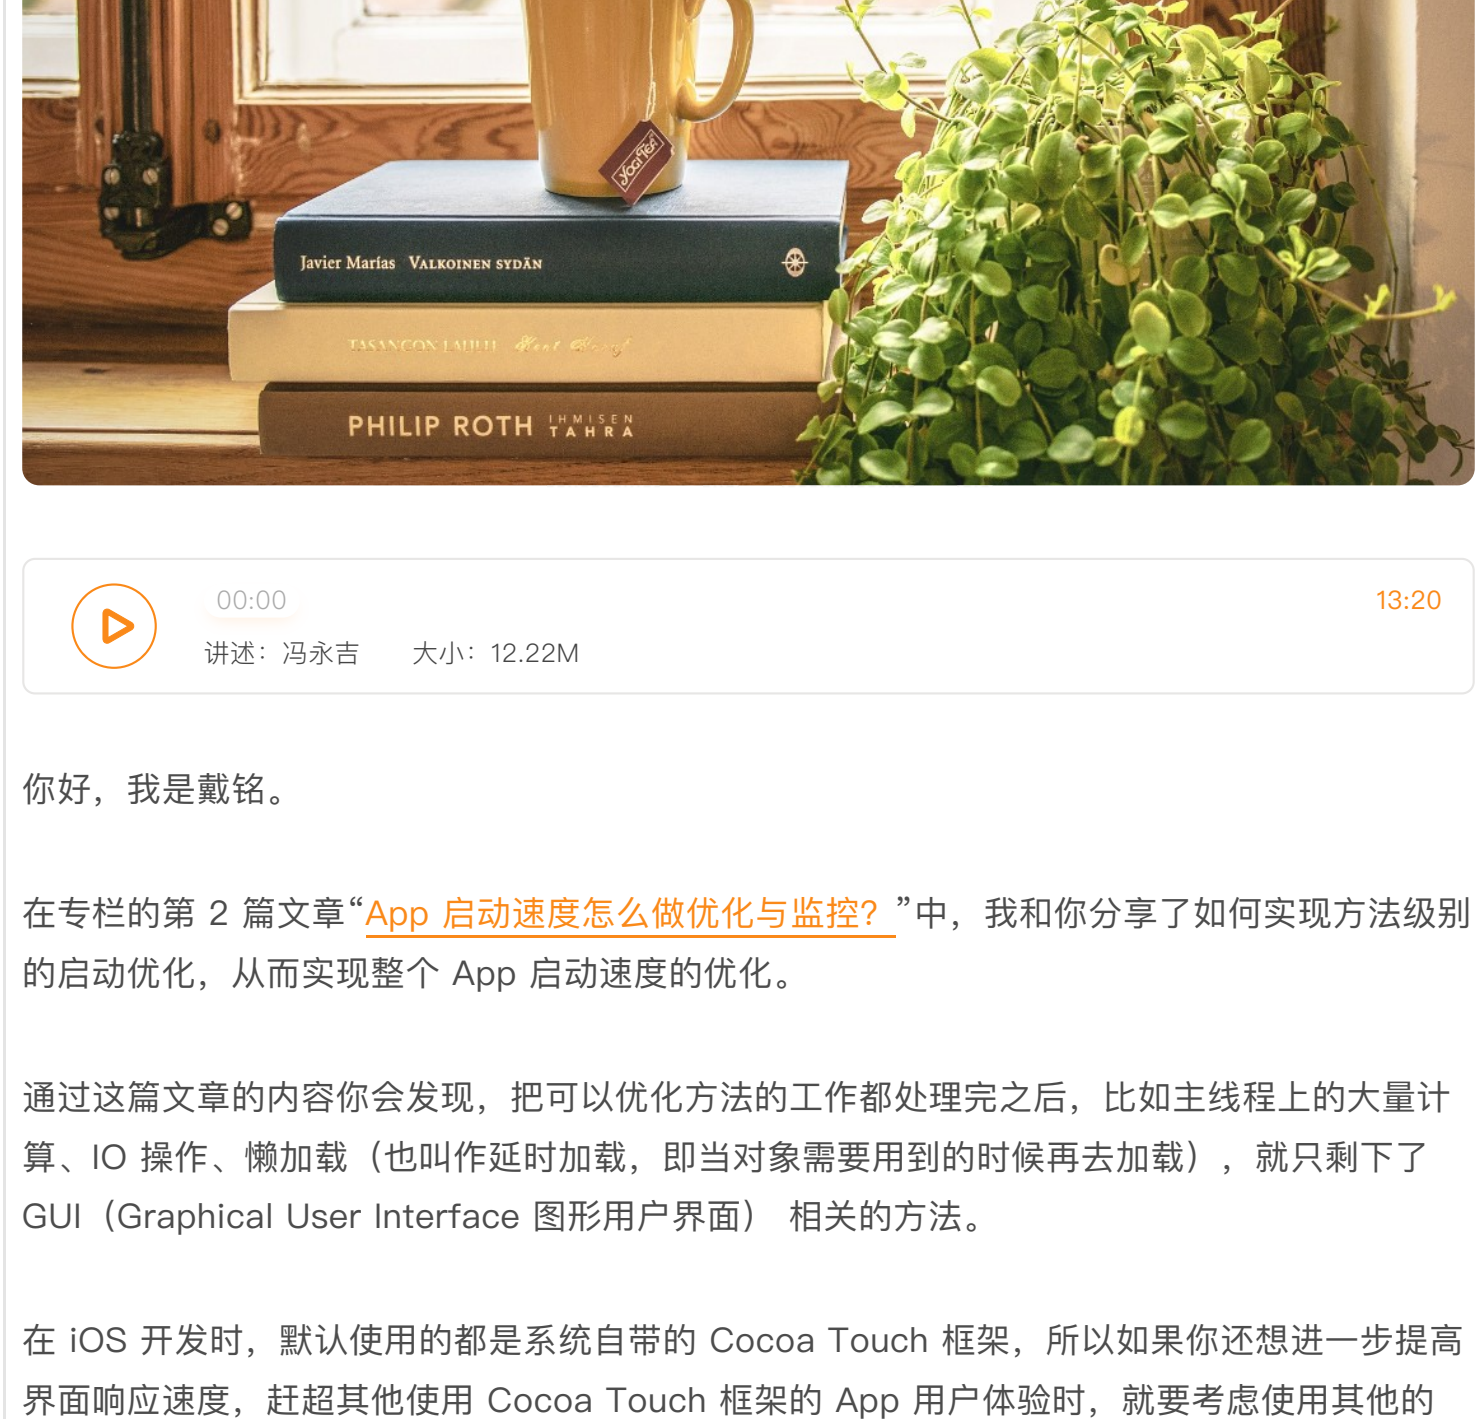 YOGI TEA
Javier Marías VALKOINEN SYDÄN
TASANGON LAULU Kent Haruf
PHILIP ROTH IHMISEN TAHRA
00:00
13:20
讲述：冯永吉 大小：12.22M
你好，我是戴铭。
在专栏的第 2 篇文章“App 启动速度怎么做优化与监控？”中，我和你分享了如何实现方法级别
的启动优化，从而实现整个 App 启动速度的优化。
通过这篇文章的内容你会发现，把可以优化方法的工作都处理完之后，比如主线程上的大量计
算、IO 操作、懒加载（也叫作延时加载，即当对象需要用到的时候再去加载），就只剩下了
GUI（Graphical User Interface 图形用户界面） 相关的方法。
在 iOS 开发时，默认使用的都是系统自带的 Cocoa Touch 框架，所以如果你还想进一步提高
界面响应速度，赶超其他使用 Cocoa Touch 框架的 App 用户体验时，就要考虑使用其他的